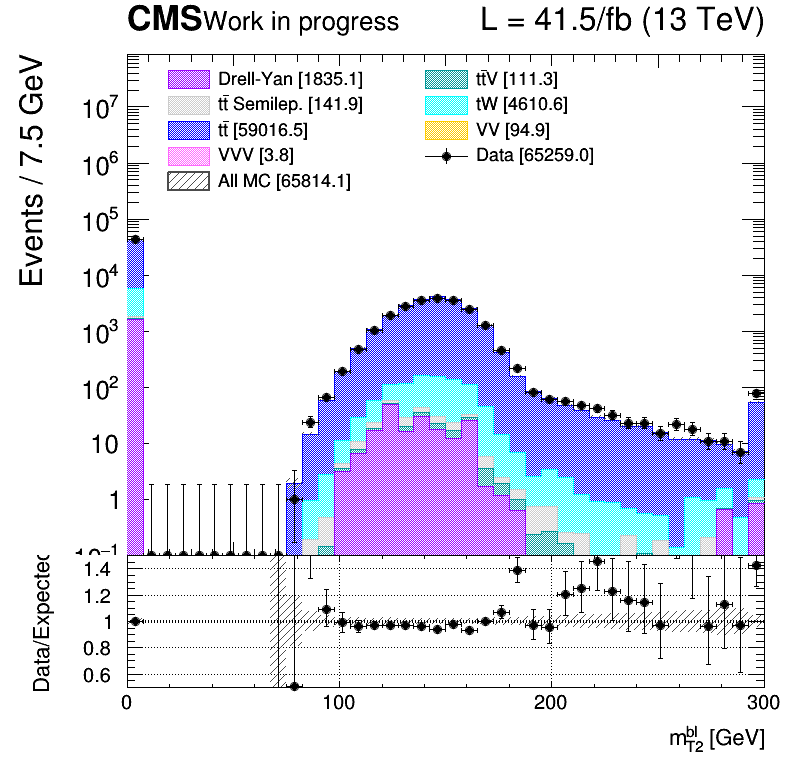 CMS Work in progress L = 41.5/fb (13 TeV)
Events / 7.5 GeV
Drell-Yan [1835.1]
tt̄ Semilep. [141.9]
tt̄ [59016.5]
VVV [3.8]
All MC [65814.1]
tt̄V [111.3]
tW [4610.6]
VV [94.9]
Data [65259.0]
10⁷
10⁶
10⁵
10⁴
10³
10²
10
1
10⁻¹
Data/Expected
1.4
1.2
1
0.8
0.6
0 100 200 300
m_T2^bl [GeV]